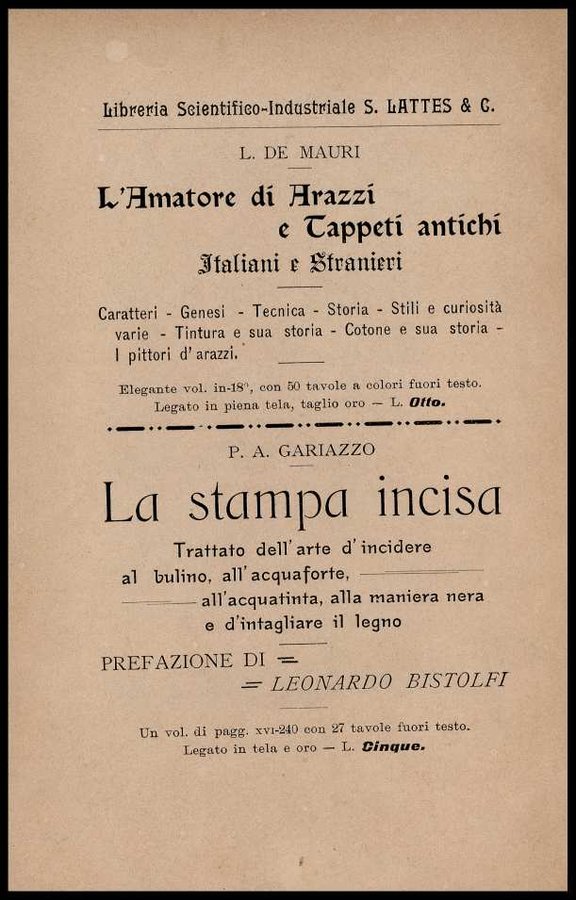 Libreria Scientifico-Industriale S. LATTES & C.
L. DE MAURI
L'Amatore di Arazzi
e Tappeti antichi
Italiani e Stranieri
Caratteri - Genesi - Tecnica - Storia - Stili e curiosità
varie - Tintura e sua storia - Cotone e sua storia -
I pittori d'arazzi.
Elegante vol. in-18°, con 50 tavole a colori fuori testo.
Legato in piena tela, taglio oro — L. Otto.
P. A. GARIAZZO
La stampa incisa
Trattato dell'arte d'incidere
al bulino, all'acquaforte,
all'acquatinta, alla maniera nera
e d'intagliare il legno
PREFAZIONE DI
LEONARDO BISTOLFI
Un vol. di pagg. XVI-240 con 27 tavole fuori testo.
Legato in tela e oro — L. Cinque.